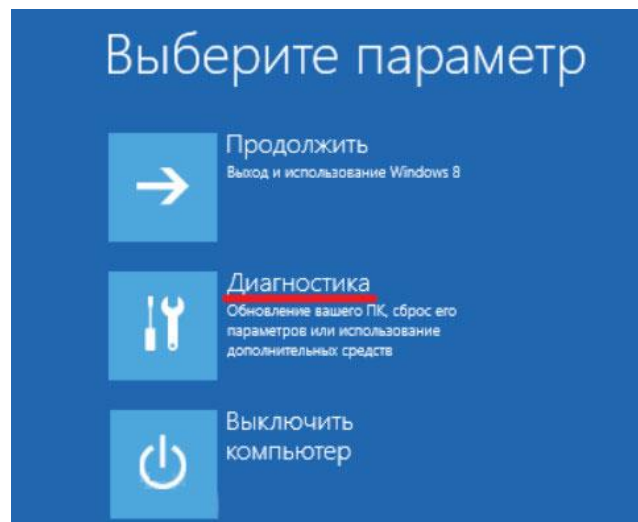 Выберите параметр
Продолжить
Выход и использование Windows 8
Диагностика
Обновление вашего ПК, сброс его
параметров или использование
дополнительных средств
Выключить
компьютер